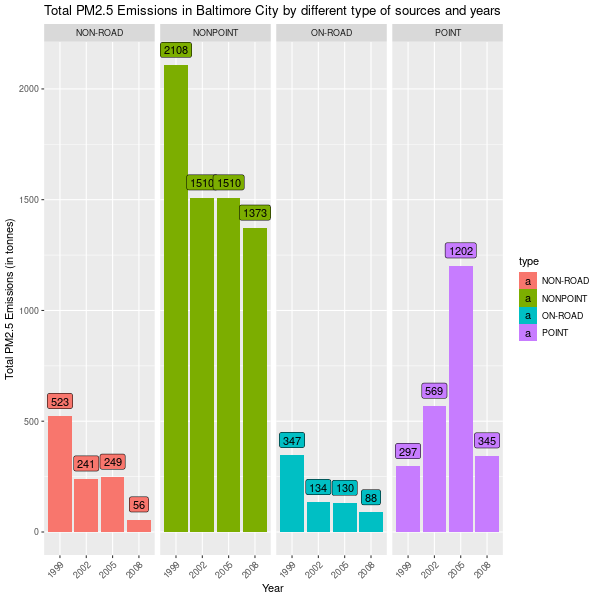 Total PM2.5 Emissions in Baltimore City by different type of sources and years
NON-ROAD NONPOINT ON-ROAD POINT
Total PM2.5 Emissions (in tonnes)
2000
1500
1000
500
0
523 241 249 56
2108 1510 1510 1373
347 134 130 88
297 569 1202 345
1999 2002 2005 2008 1999 2002 2005 2008 1999 2002 2005 2008 1999 2002 2005 2008
Year
type
a NON-ROAD
a NONPOINT
a ON-ROAD
a POINT